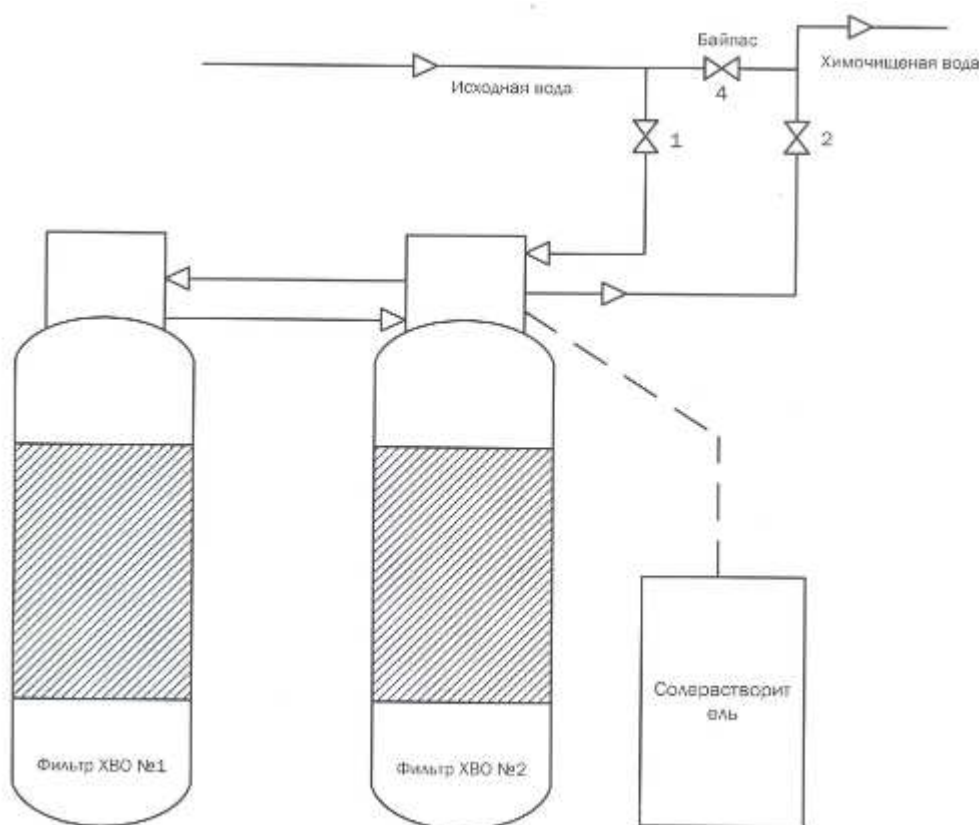 Байпас
Химочищеная вода
Исходная вода
4
1
2
Солерастворит
ель
Фильтр ХВО №1
Фильтр ХВО №2